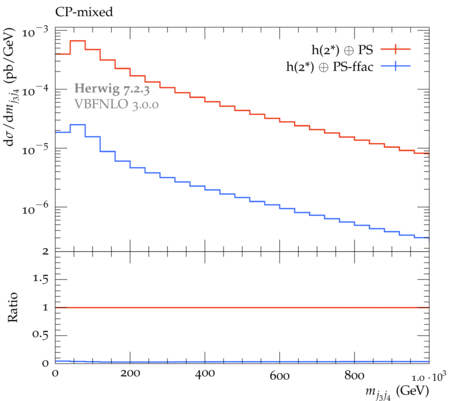 CP-mixed
dσ/dm_{j₃j₄} (pb/GeV)
10⁻³
10⁻⁴
10⁻⁵
10⁻⁶
h(2*) ⊕ PS
h(2*) ⊕ PS-ffac
Herwig 7.2.3
VBFNLO 3.0.0
Ratio
2
1.5
1
0.5
0
0 200 400 600 800 1.0 · 10³
m_{j₃j₄} (GeV)